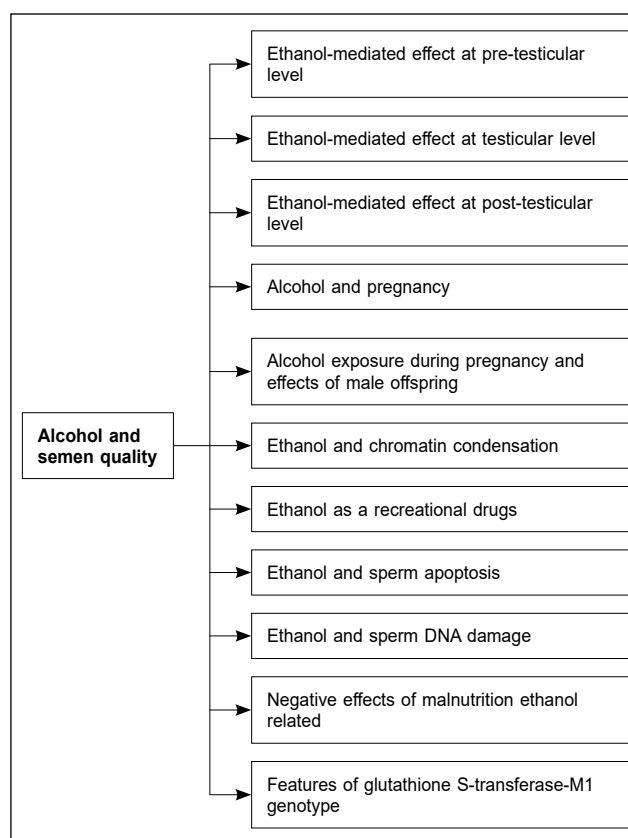 Ethanol-mediated effect at pre-testicular
level
Ethanol-mediated effect at testicular level
Ethanol-mediated effect at post-testicular
level
Alcohol and pregnancy
Alcohol exposure during pregnancy and
effects of male offspring
Alcohol and
semen quality
Ethanol and chromatin condensation
Ethanol as a recreational drugs
Ethanol and sperm apoptosis
Ethanol and sperm DNA damage
Negative effects of malnutrition ethanol
related
Features of glutathione S-transferase-M1
genotype